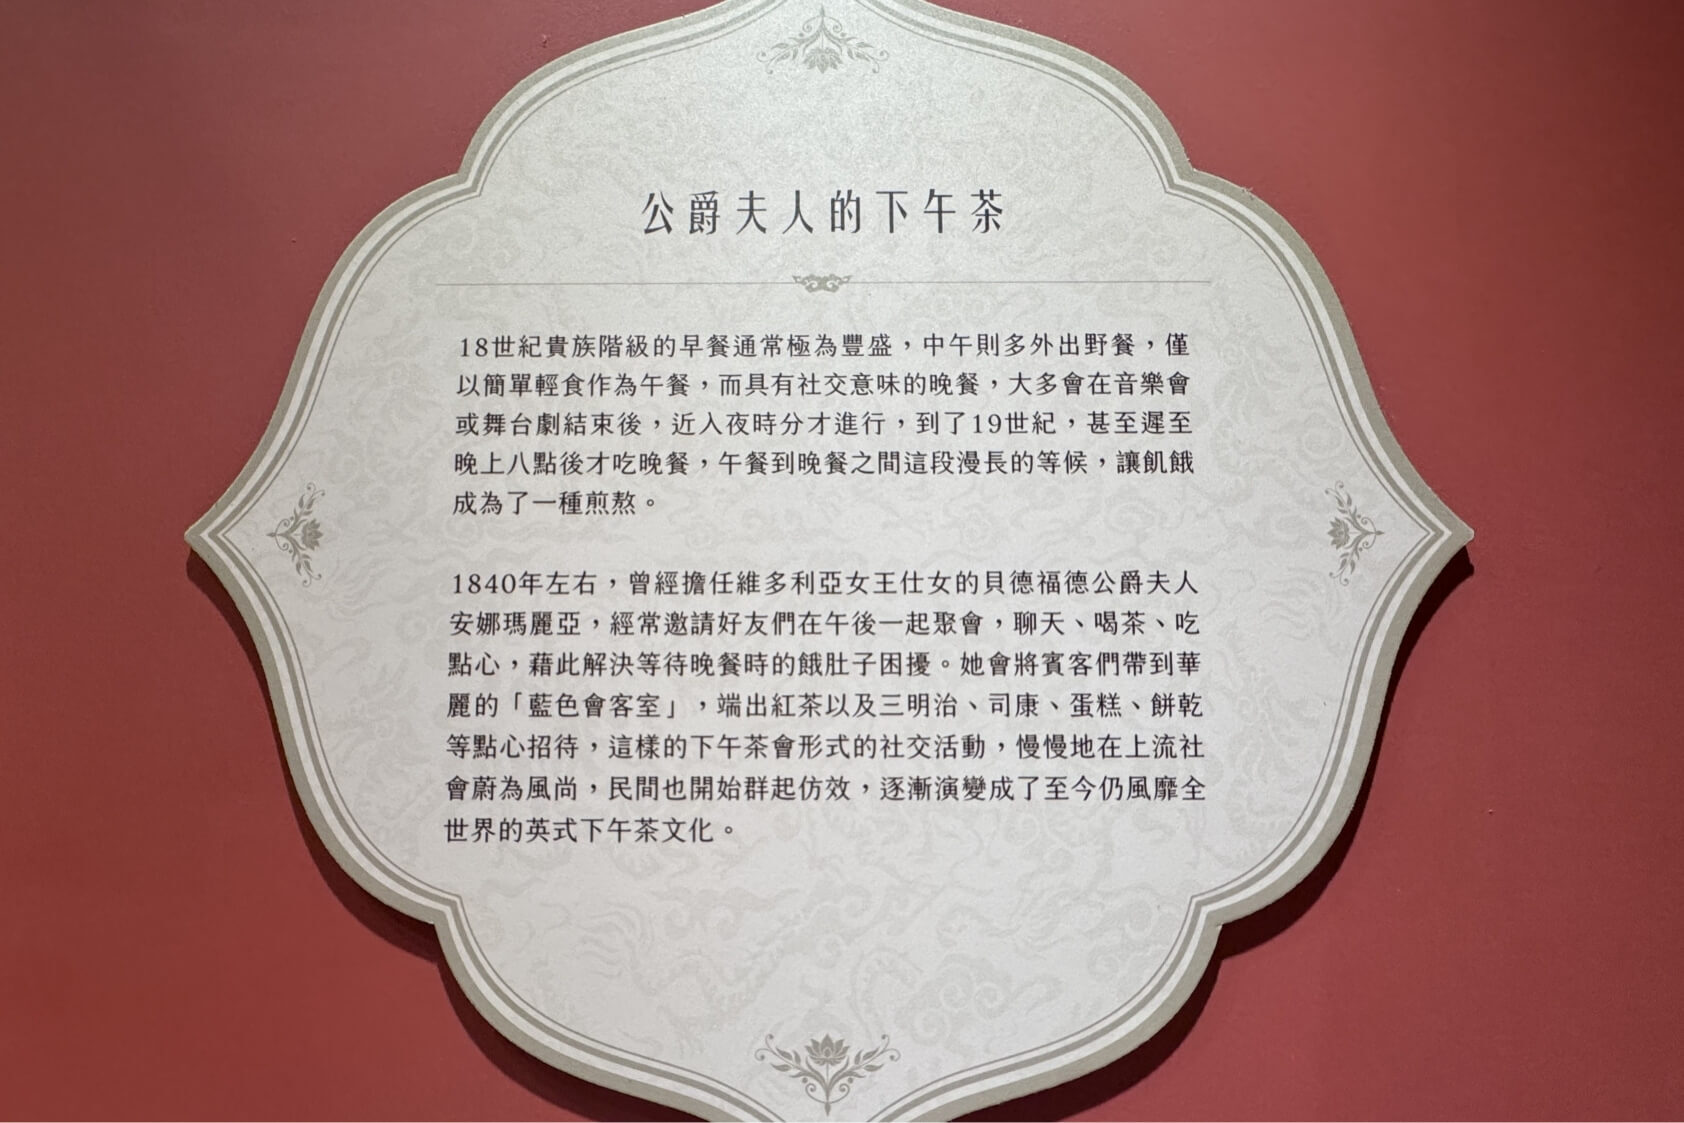 公爵夫人的下午茶
18世紀貴族階級的早餐通常極為豐盛，中午則多外出野餐，僅
以簡單輕食作為午餐，而具有社交意味的晚餐，大多會在音樂會
或舞台劇結束後，近入夜時分才進行，到了19世紀，甚至遲至
晚上八點後才吃晚餐，午餐到晚餐之間這段漫長的等候，讓飢餓
成為了一種煎熬。
1840年左右，曾經擔任維多利亞女王仕女的貝德福德公爵夫人
安娜瑪麗亞，經常邀請好友們在午後一起聚會，聊天、喝茶、吃
點心，藉此解決等待晚餐時的餓肚子困擾。她會將賓客們帶到華
麗的「藍色會客室」，端出紅茶以及三明治、司康、蛋糕、餅乾
等點心招待，這樣的下午茶會形式的社交活動，慢慢地在上流社
會蔚為風尚，民間也開始群起仿效，逐漸演變成了至今仍風靡全
世界的英式下午茶文化。